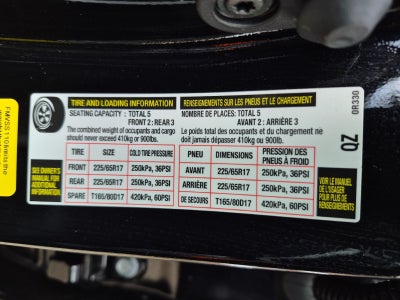 TIRE AND LOADING INFORMATION
SEATING CAPACITY : TOTAL 5
FRONT 2 : REAR 3
The combined weight of occupants and cargo
should never exceed 410kg or 900lbs.
RENSEIGNEMENTS SUR LES PNEUS ET LE CHARGEMENT
NOMBRE DE PLACES : TOTAL 5
AVANT 2 : ARRIÈRE 3
Le poids total des occupants et du chargement ne
doit jamais dépasser 410kg ou 900lb.
SEE OWNER'S
MANUAL FOR
ADDITIONAL
INFORMATION
TIRE SIZE COLD TIRE PRESSURE
FRONT 225/65R17 250kPa, 36PSI
REAR 225/65R17 250kPa, 36PSI
SPARE T165/80D17 420kPa, 60PSI
PNEU DIMENSIONS PRESSION DES
PNEUS À FROID
AVANT 225/65R17 250kPa, 36PSI
ARRIÈRE 225/65R17 250kPa, 36PSI
DE SECOURS T165/80D17 420kPa, 60PSI
VOIR LE MANUEL
DE L'USAGER
POUR PLUS DE
RENSEIGNEMENTS
0R330
QZ
FMVSS 110 limits the